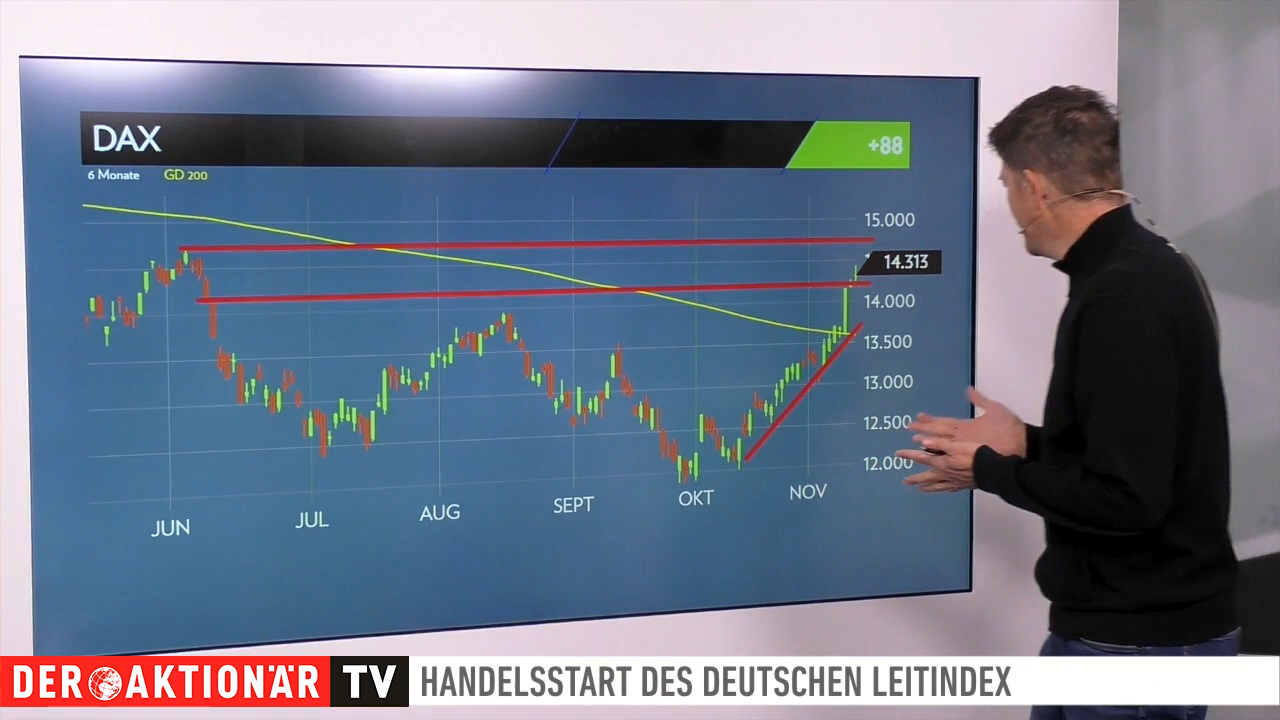 DAX
+88
6 Monate GD 200
15.000
14.313
14.000
13.500
13.000
12.500
12.000
JUN JUL AUG SEPT OKT NOV
DER AKTIONÄR TV HANDELSSTART DES DEUTSCHEN LEITINDEX